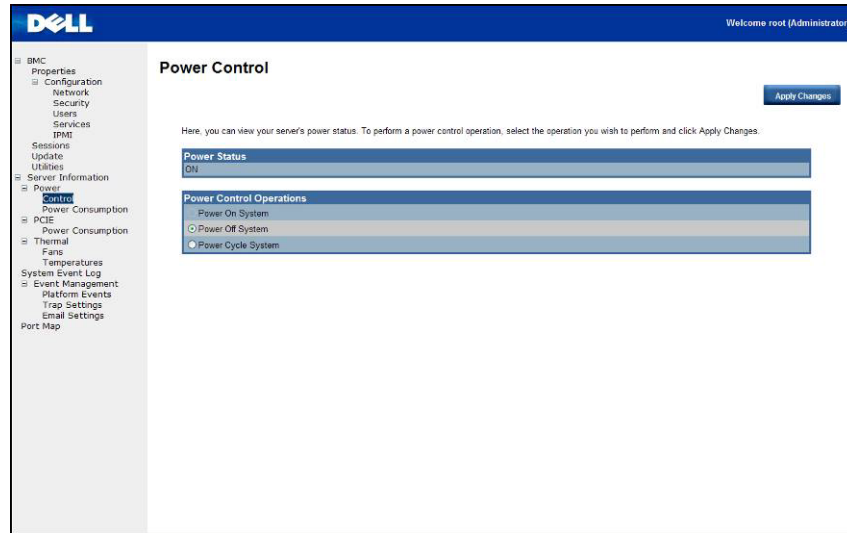 DELL
Welcome root (Administrator
BMC
Properties
Configuration
Network
Security
Users
Services
IPMI
Sessions
Update
Utilities
Server Information
Power
Control
Power Consumption
PCIE
Power Consumption
Thermal
Fans
Temperatures
System Event Log
Event Management
Platform Events
Trap Settings
Email Settings
Port Map
Power Control
Apply Changes
Here, you can view your server's power status. To perform a power control operation, select the operation you wish to perform and click Apply Changes.
Power Status
ON
Power Control Operations
Power On System
Power Off System
Power Cycle System